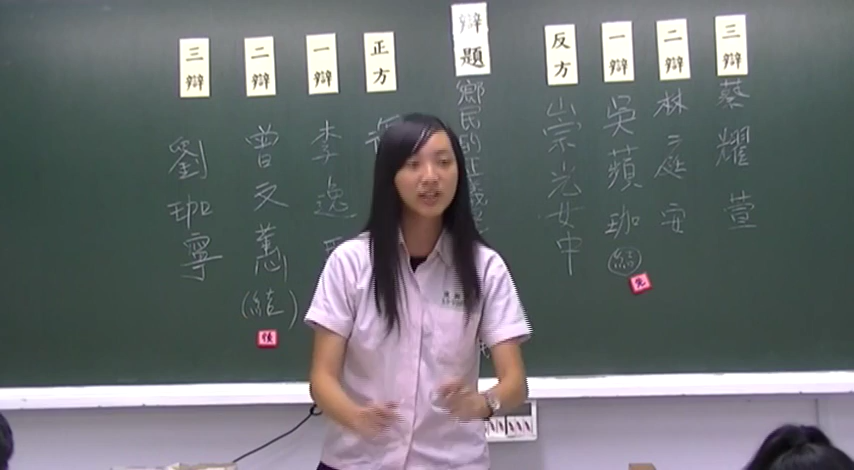 三辯
蔡耀萱
二辯
林庭安
一辯
吳蘋珈
結
先
反方
崇光女中
辯題
鄉民的正義
正方
一辯
李逸
二辯
曾文蕙
(結)
後
三辯
劉珈寧